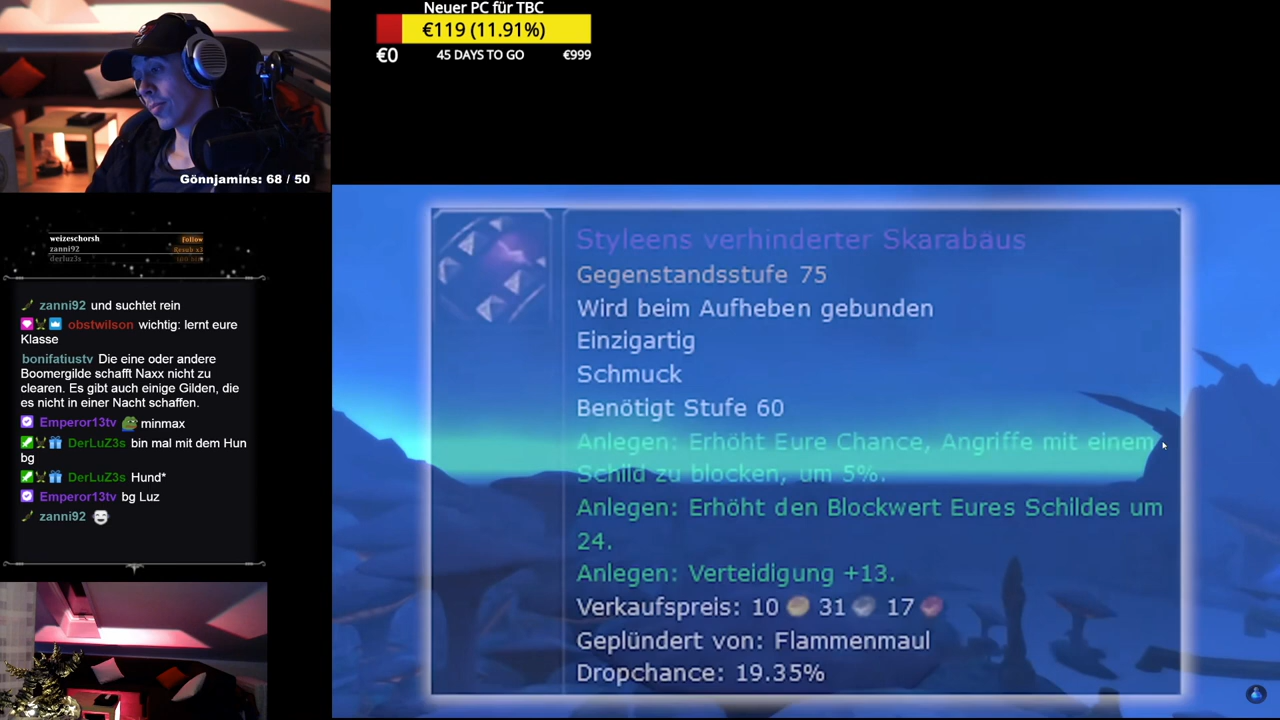 Neuer PC für TBC
€119 (11.91%)
€0 45 DAYS TO GO €999
Gönnjamins: 68 / 50
weizeschorsh follow
zanni92 Resub x3
derluz3s
zanni92 und suchtet rein
obstwilson wichtig: lernt eure
Klasse
bonifatiustv Die eine oder andere
Boomergilde schafft Naxx nicht zu
clearen. Es gibt auch einige Gilden, die
es nicht in einer Nacht schaffen.
Emperor13tv minmax
DerLuZ3s bin mal mit dem Hun
bg
DerLuZ3s Hund*
Emperor13tv bg Luz
zanni92
Styleens verhinderter Skarabäus
Gegenstandsstufe 75
Wird beim Aufheben gebunden
Einzigartig
Schmuck
Benötigt Stufe 60
Anlegen: Erhöht Eure Chance, Angriffe mit einem
Schild zu blocken, um 5%.
Anlegen: Erhöht den Blockwert Eures Schildes um
24.
Anlegen: Verteidigung +13.
Verkaufspreis: 10 31 17
Geplündert von: Flammenmaul
Dropchance: 19.35%